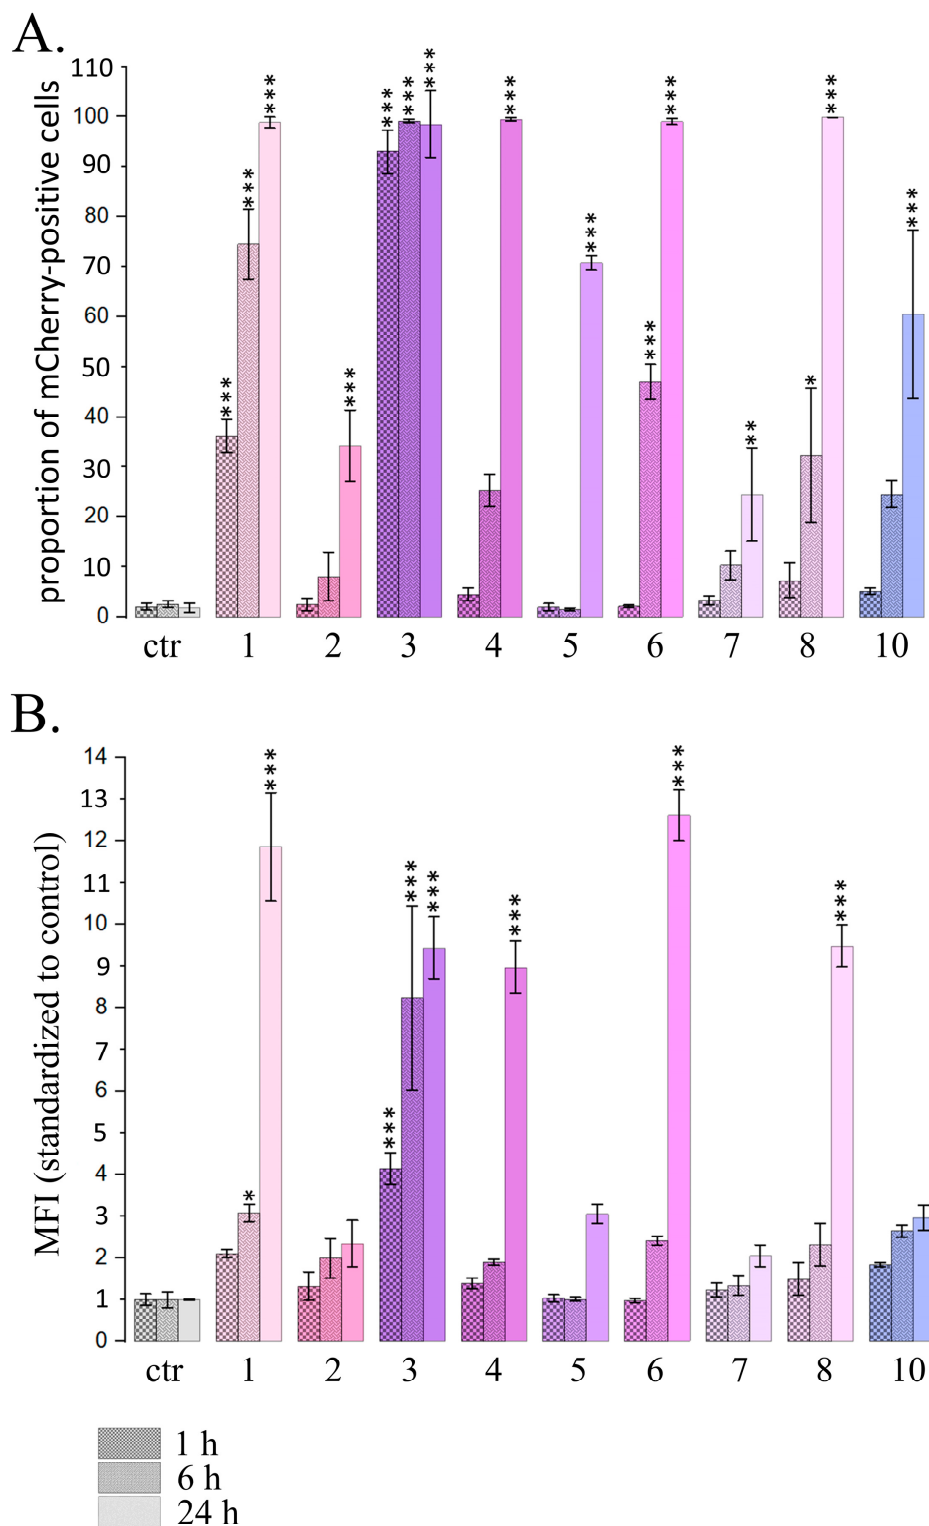 A.
proportion of mCherry-positive cells
110
100
90
80
70
60
50
40
30
20
10
0
*** *** *** *** *** *** *** *** *** *** *** *** ** * *** ***
ctr 1 2 3 4 5 6 7 8 10
B.
MFI (standardized to control)
14
13
12
11
10
9
8
7
6
5
4
3
2
1
0
* *** *** *** *** *** *** ***
ctr 1 2 3 4 5 6 7 8 10
1 h
6 h
24 h